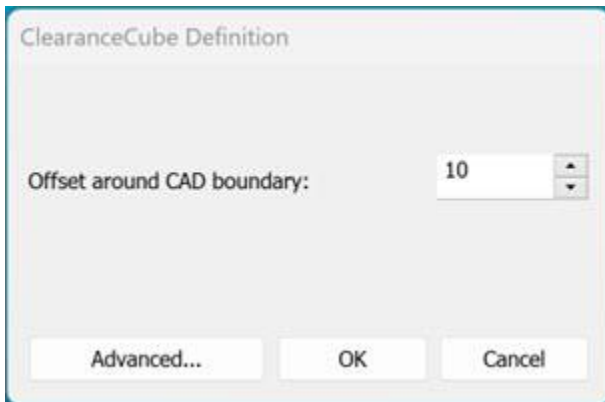 ClearanceCube Definition
Offset around CAD boundary: 10
Advanced... OK Cancel